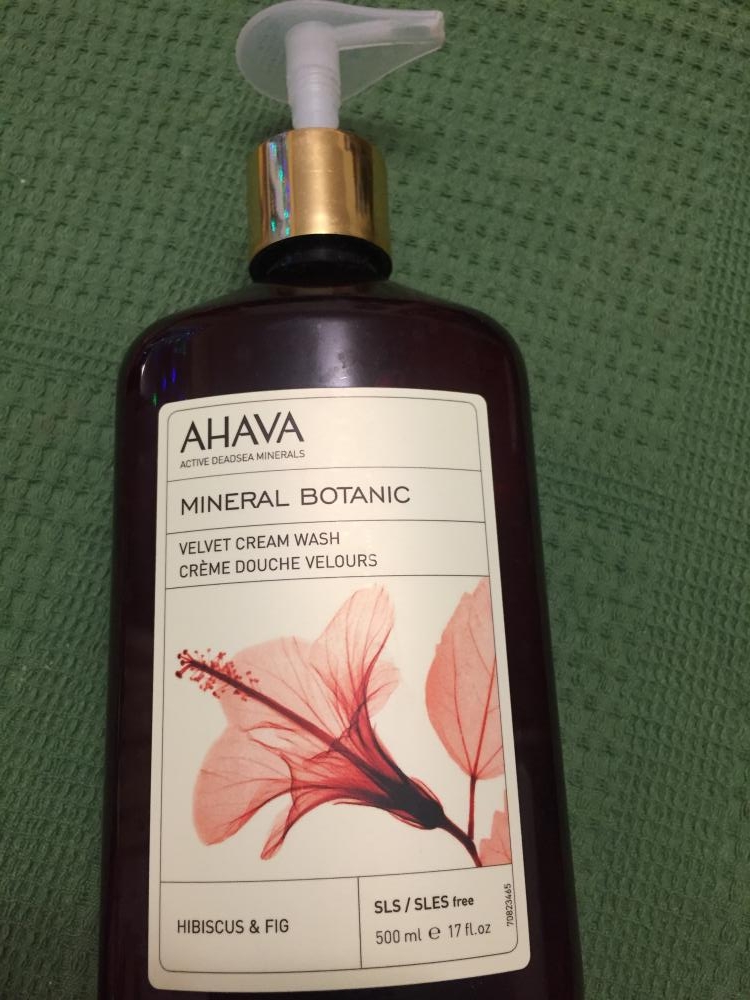 AHAVA
ACTIVE DEADSEA MINERALS
MINERAL BOTANIC
VELVET CREAM WASH
CRÈME DOUCHE VELOURS
HIBISCUS & FIG
SLS / SLES free
500 ml ℮ 17 fl.oz
70823465